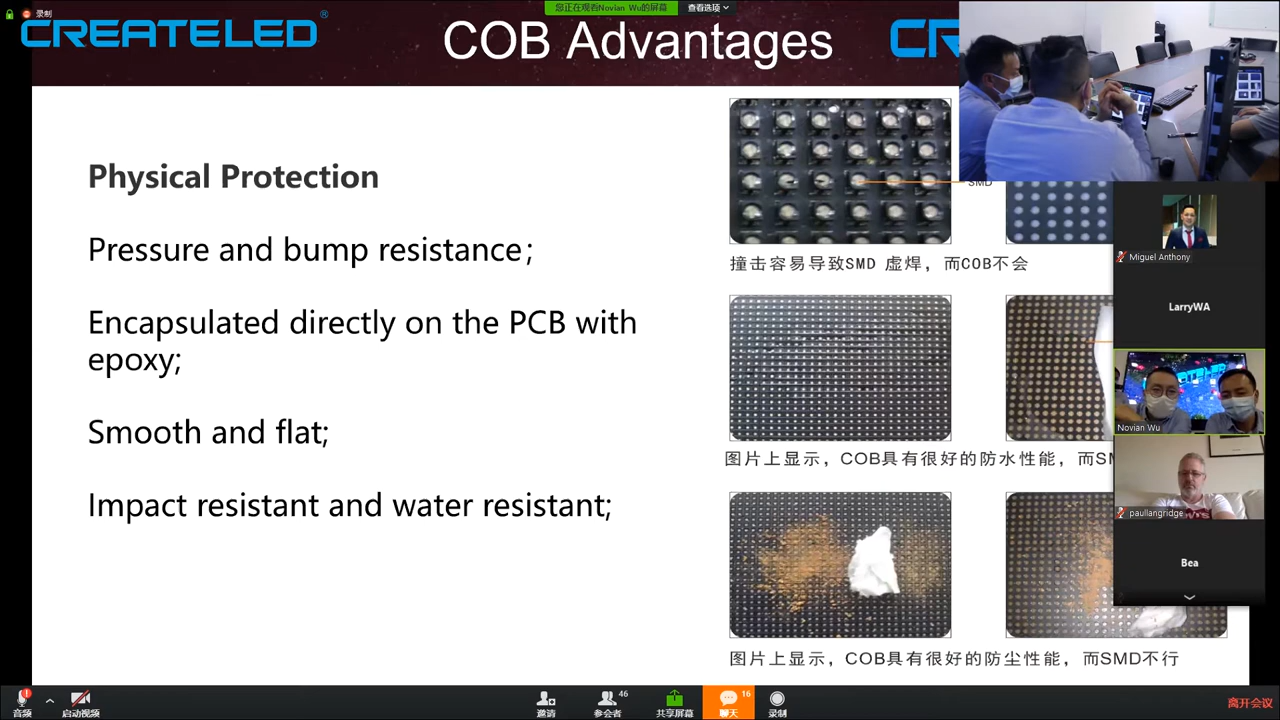 录制
您正在观看Novian Wu的屏幕
查看选项
CREATELED®
COB Advantages
CR
Physical Protection
Pressure and bump resistance;
Encapsulated directly on the PCB with
epoxy;
Smooth and flat;
Impact resistant and water resistant;
SMD
撞击容易导致SMD 虚焊，而COB不会
图片上显示，COB具有很好的防水性能，而SM
图片上显示，COB具有很好的防尘性能，而SMD不行
Miguel Anthony
LarryWA
Novian Wu
paullangridge
Bea
音频
启动视频
邀请
46
参会者
共享屏幕
16
聊天
录制
离开会议